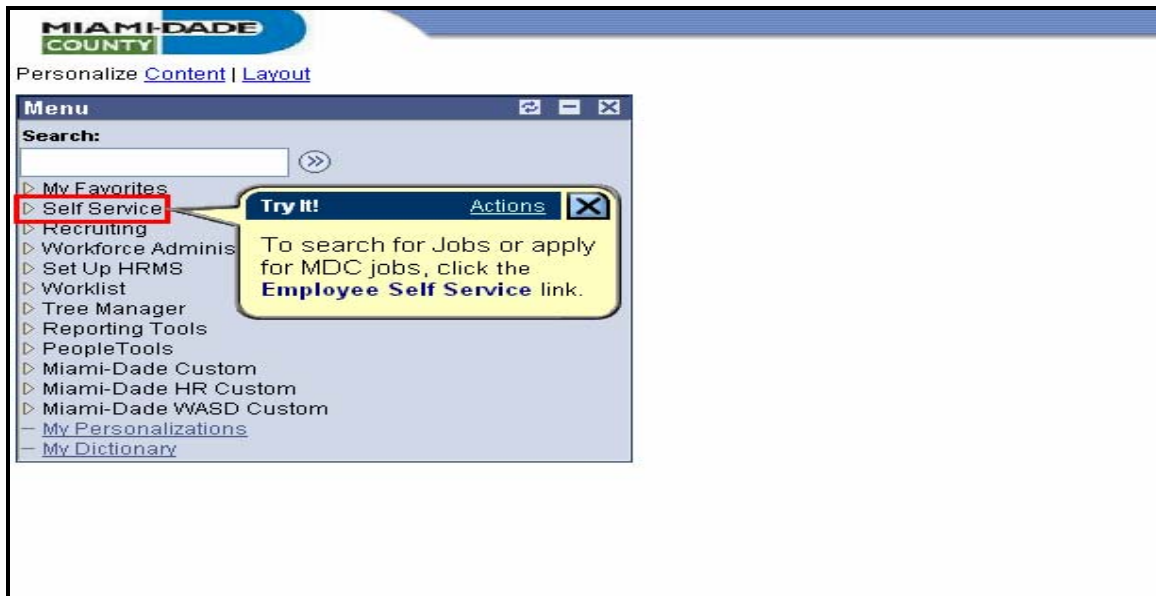 MIAMI-DADE
COUNTY
Personalize Content | Layout
Menu
Search:
My Favorites
Self Service
Recruiting
Workforce Adminis
Set Up HRMS
Worklist
Tree Manager
Reporting Tools
PeopleTools
Miami-Dade Custom
Miami-Dade HR Custom
Miami-Dade WASD Custom
My Personalizations
My Dictionary
Try It! Actions
To search for Jobs or apply
for MDC jobs, click the
Employee Self Service link.